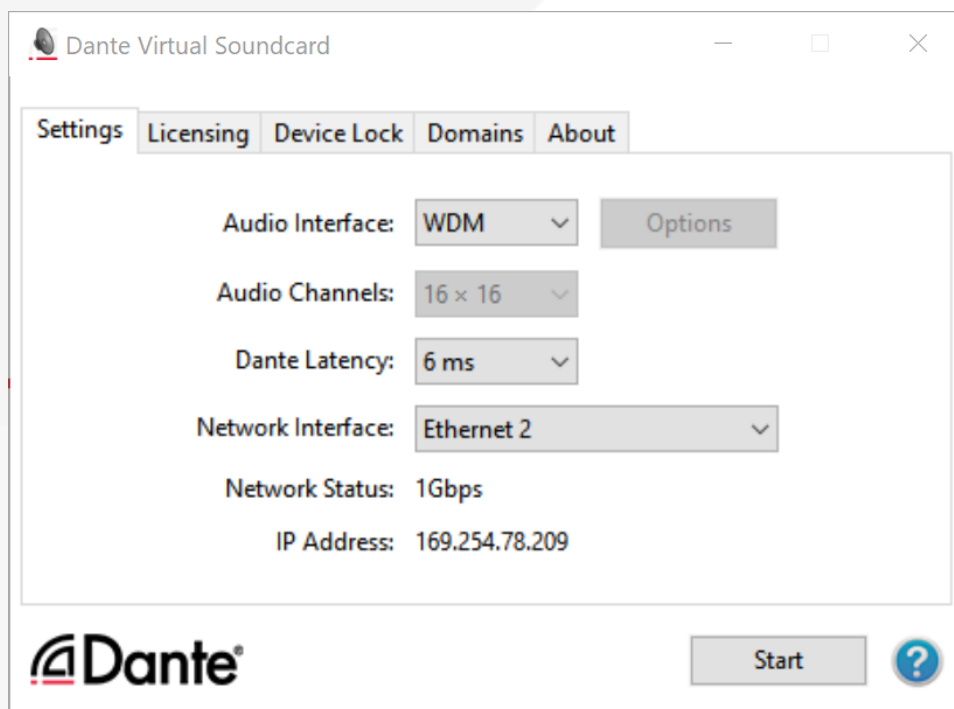 Dante Virtual Soundcard
Settings Licensing Device Lock Domains About
Audio Interface: WDM Options
Audio Channels: 16 × 16
Dante Latency: 6 ms
Network Interface: Ethernet 2
Network Status: 1Gbps
IP Address: 169.254.78.209
Dante® Start ?